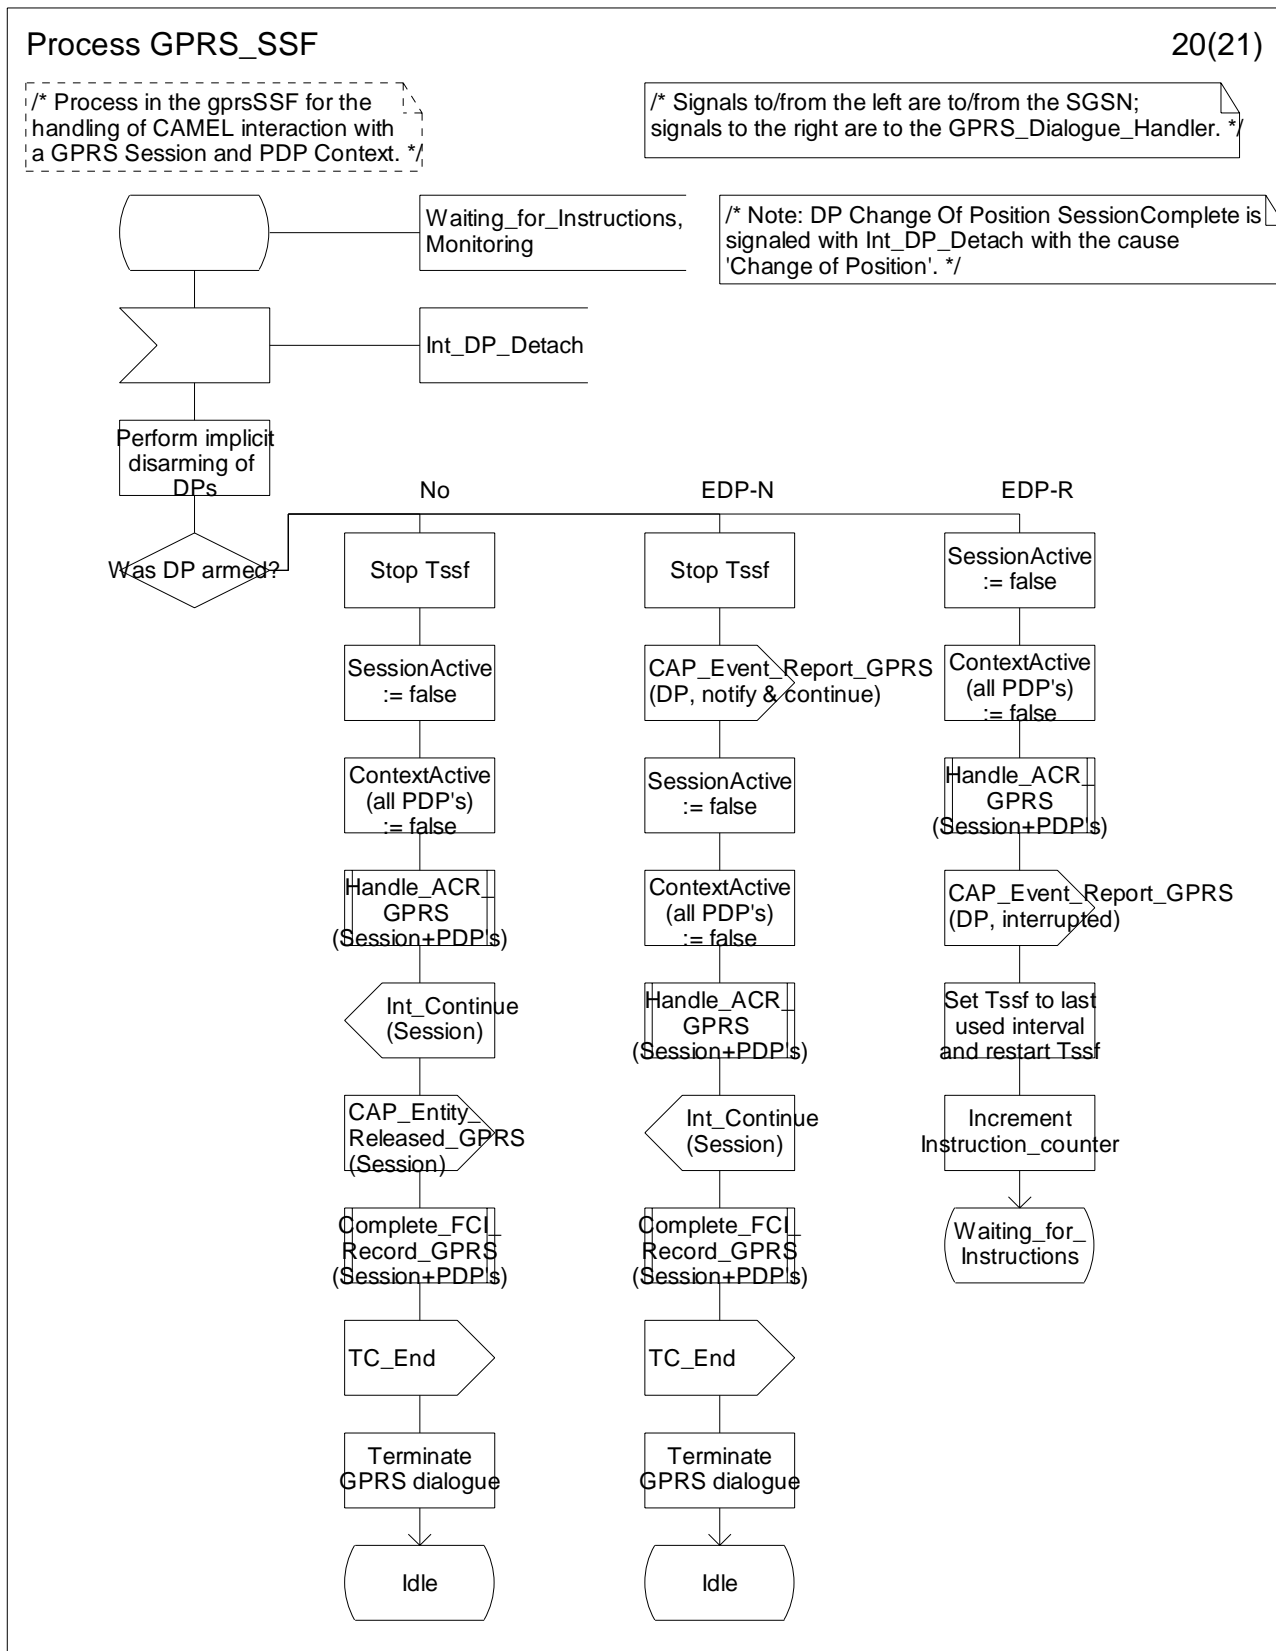 Process GPRS_SSF
20(21)
/* Process in the gprsSSF for the
handling of CAMEL interaction with
a GPRS Session and PDP Context. */
/* Signals to/from the left are to/from the SGSN;
signals to the right are to the GPRS_Dialogue_Handler. */
Waiting_for_Instructions,
Monitoring
/* Note: DP Change Of Position SessionComplete is
signaled with Int_DP_Detach with the cause
'Change of Position'. */
Int_DP_Detach
Perform implicit
disarming of
DPs
Was DP armed?
No
Stop Tssf
SessionActive
:= false
ContextActive
(all PDP's)
:= false
Handle_ACR_
GPRS
(Session+PDP's)
Int_Continue
(Session)
CAP_Entity_
Released_GPRS
(Session)
Complete_FCI_
Record_GPRS
(Session+PDP's)
TC_End
Terminate
GPRS dialogue
Idle
EDP-N
Stop Tssf
CAP_Event_Report_GPRS
(DP, notify & continue)
SessionActive
:= false
ContextActive
(all PDP's)
:= false
Handle_ACR_
GPRS
(Session+PDP's)
Int_Continue
(Session)
Complete_FCI_
Record_GPRS
(Session+PDP's)
TC_End
Terminate
GPRS dialogue
Idle
EDP-R
SessionActive
:= false
ContextActive
(all PDP's)
:= false
Handle_ACR_
GPRS
(Session+PDP's)
CAP_Event_Report_GPRS
(DP, interrupted)
Set Tssf to last
used interval
and restart Tssf
Increment
Instruction_counter
Waiting_for_
Instructions